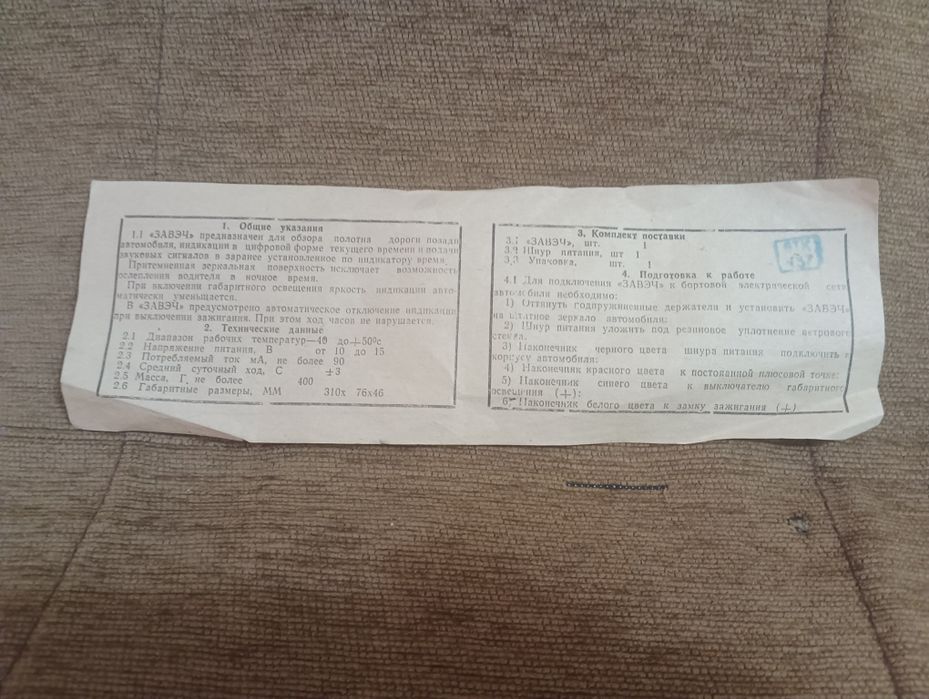 1. Общие указания
1.1 «ЗАВЭЧ» предназначен для обзора полотна дороги позади
автомобиля, индикации в цифровой форме текущего времени и подачи
звуковых сигналов в заранее установленное по индикатору время.
Притемненная зеркальная поверхность исключает возможность
ослепления водителя в ночное время.
При включении габаритного освещения яркость индикации авто-
матически уменьшается.
В «ЗАВЭЧ» предусмотрено автоматическое отключение индикации
при выключении зажигания. При этом ход часов не нарушается.
2. Технические данные
2.1 Диапазон рабочих температур—40 до+50°с
2.2 Напряжение питания, В от 10 до 15
2.3 Потребляемый ток мА, не более 90
2.4 Средний суточный ход, С ±3
2.5 Масса, Г, не более 400
2.6 Габаритные размеры, ММ 310х 76х46
3. Комплект поставки
3.1 «ЗАВЭЧ», шт. 1
3.2 Шнур питания, шт 1
3.3 Упаковка, шт. 1
4. Подготовка к работе
4.1 Для подключения «ЗАВЭЧ» к бортовой электрической сети
автомобиля необходимо:
1) Оттянуть подпружиненные держатели и установить «ЗАВЭЧ»
на штатное зеркало автомобиля;
2) Шнур питания уложить под резиновое уплотнение ветрового
стекла.
3) Наконечник черного цвета шнура питания подключить к
корпусу автомобиля:
4) Наконечник красного цвета к постоянной плюсовой точке:
5) Наконечник синего цвета к выключателю габаритного
освещения (+):
6) Наконечник белого цвета к замку зажигания (+)